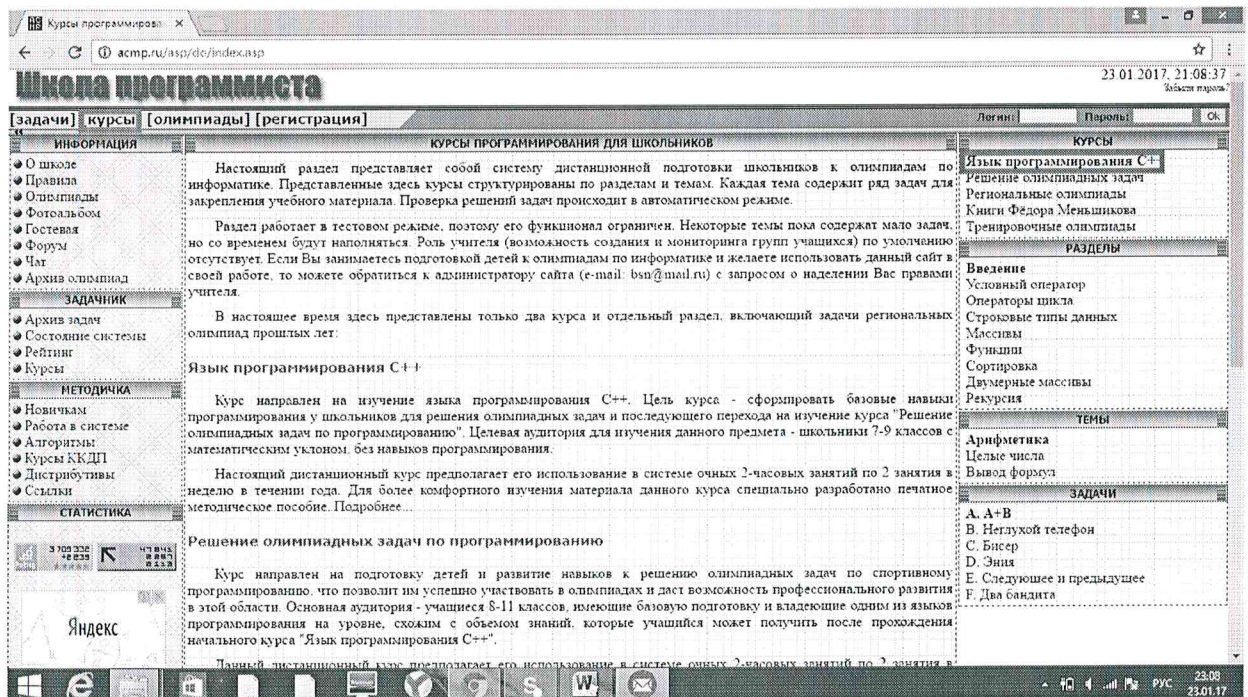 Курсы программирова
acmp.ru/asp/do/index.asp
Школа программиста
23.01.2017, 21:08:37
Забыли пароль?
[задачи] [курсы] [олимпиады] [регистрация]
Логин:
Пароль:
Ok
ИНФОРМАЦИЯ
О школе
Правила
Олимпиады
Фотоальбом
Гостевая
Форум
Чат
Архив олимпиад
ЗАДАЧНИК
Архив задач
Состояние системы
Рейтинг
Курсы
МЕТОДИЧКА
Новичкам
Работа в системе
Алгоритмы
Курсы ККДП
Дистрибутивы
Ссылки
СТАТИСТИКА
Яндекс
КУРСЫ ПРОГРАММИРОВАНИЯ ДЛЯ ШКОЛЬНИКОВ
Настоящий раздел представляет собой систему дистанционной подготовки школьников к олимпиадам по
информатике. Представленные здесь курсы структурированы по разделам и темам. Каждая тема содержит ряд задач для
закрепления учебного материала. Проверка решений задач происходит в автоматическом режиме.
Раздел работает в тестовом режиме, поэтому его функционал ограничен. Некоторые темы пока содержат мало задач,
но со временем будут наполняться. Роль учителя (возможность создания и мониторинга групп учащихся) по умолчанию
отсутствует. Если Вы занимаетесь подготовкой детей к олимпиадам по информатике и желаете использовать данный сайт в
своей работе, то можете обратиться к администратору сайта (e-mail: bsn@mail.ru) с запросом о наделении Вас правами
учителя.
В настоящее время здесь представлены только два курса и отдельный раздел, включающий задачи региональных
олимпиад прошлых лет:
Язык программирования C++
Курс направлен на изучение языка программирования C++. Цель курса - сформировать базовые навыки
программирования у школьников для решения олимпиадных задач и последующего перехода на изучение курса "Решение
олимпиадных задач по программированию". Целевая аудитория для изучения данного предмета - школьники 7-9 классов с
математическим уклоном, без навыков программирования.
Настоящий дистанционный курс предполагает его использование в системе очных 2-часовых занятий по 2 занятия в
неделю в течении года. Для более комфортного изучения материала данного курса специально разработано печатное
методическое пособие. Подробнее...
Решение олимпиадных задач по программированию
Курс направлен на подготовку детей и развитие навыков к решению олимпиадных задач по спортивному
программированию, что позволит им успешно участвовать в олимпиадах и даст возможность профессионального развития
в этой области. Основная аудитория - учащиеся 8-11 классов, имеющие базовую подготовку и владеющие одним из языков
программирования на уровне, схожим с объемом знаний, которые учащийся может получить после прохождения
начального курса "Язык программирования C++".
Данный дистанционный курс предполагает его использование в системе очных 2-часовых занятий по 2 занятия в
КУРСЫ
Язык программирования C+
Решение олимпиадных задач
Региональные олимпиады
Книги Фёдора Меньшикова
Тренировочные олимпиады
РАЗДЕЛЫ
Введение
Условный оператор
Операторы цикла
Строковые типы данных
Массивы
Функции
Сортировка
Двумерные массивы
Рекурсия
ТЕМЫ
Арифметика
Целые числа
Вывод формул
ЗАДАЧИ
A. A+B
B. Неглухой телефон
C. Бисер
D. Эния
E. Следующее и предыдущее
F. Два бандита
РУС
23:08
23.01.17